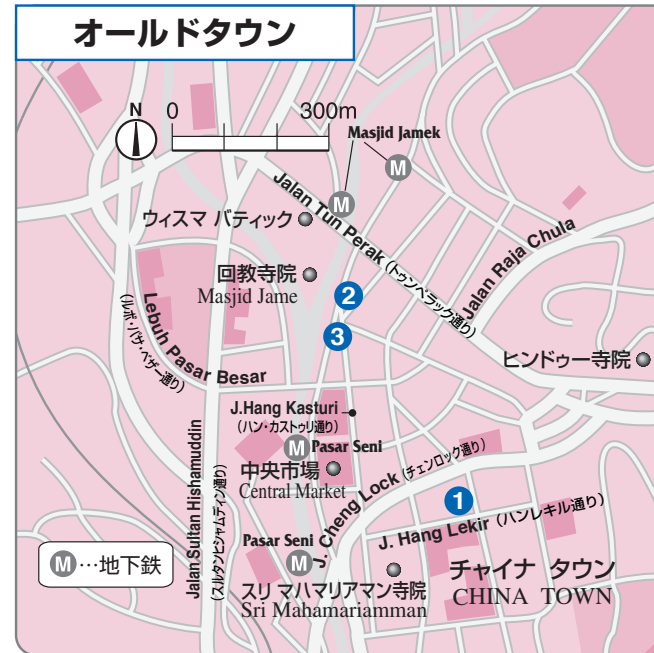 オールドタウン
N 0 300m
Masjid Jamek
M
M
Jalan Tun Perak (トゥンペラック通り)
ウィスマ バティック
Jalan Raja Chula
回教寺院
Masjid Jame
2
3
Lebuh Pasar Besar
(ルボ・パサ・ベザー通り)
ヒンドゥー寺院
J.Hang Kasturi
(ハン・カストゥリ通り)
M Pasar Seni
中央市場
Central Market
J. Cheng Lock (チェンロック通り)
1
J. Hang Lekir (ハンレキル通り)
Jalan Sultan Hishamuddin
(スルタンヒシャムディン通り)
Pasar Seni
M
M…地下鉄
スリ マハマリアマン寺院
Sri Mahamariamman
チャイナ タウン
CHINA TOWN